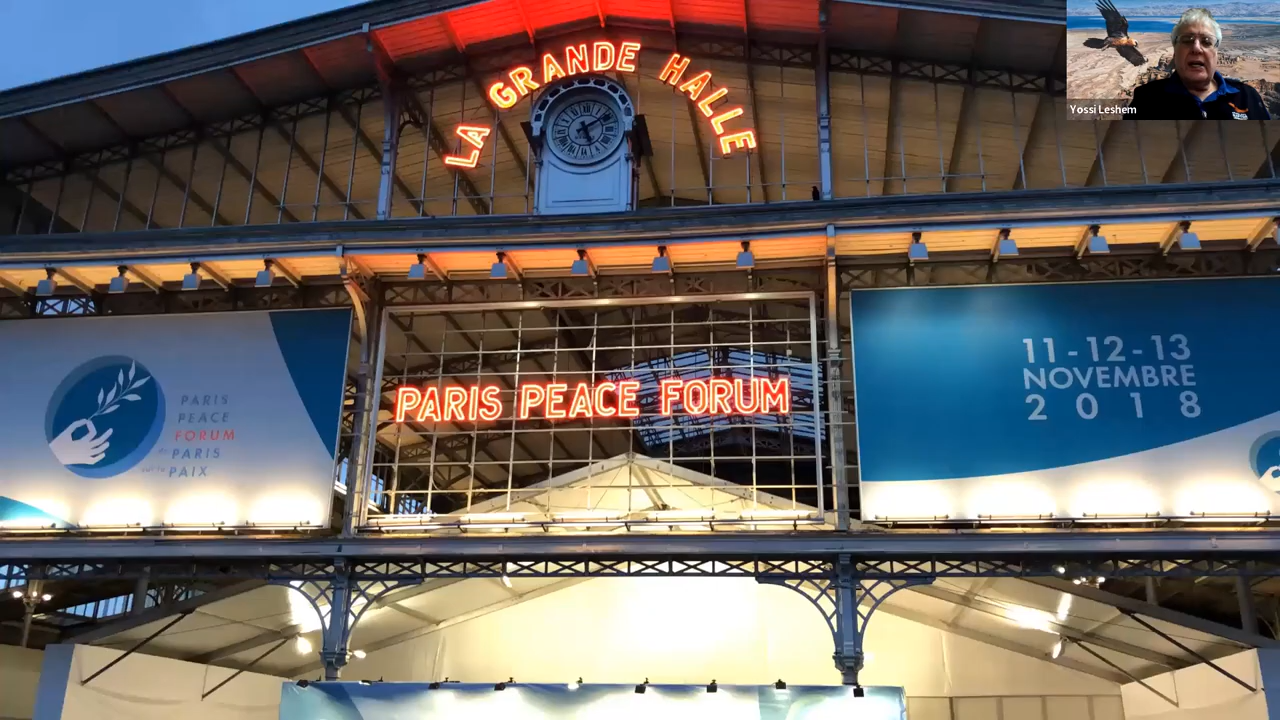 LA GRANDE HALLE
Yossi Leshem
PARIS PEACE FORUM
11-12-13
NOVEMBRE
2018
PARIS
PEACE
FORUM
de PARIS
sur la PAIX